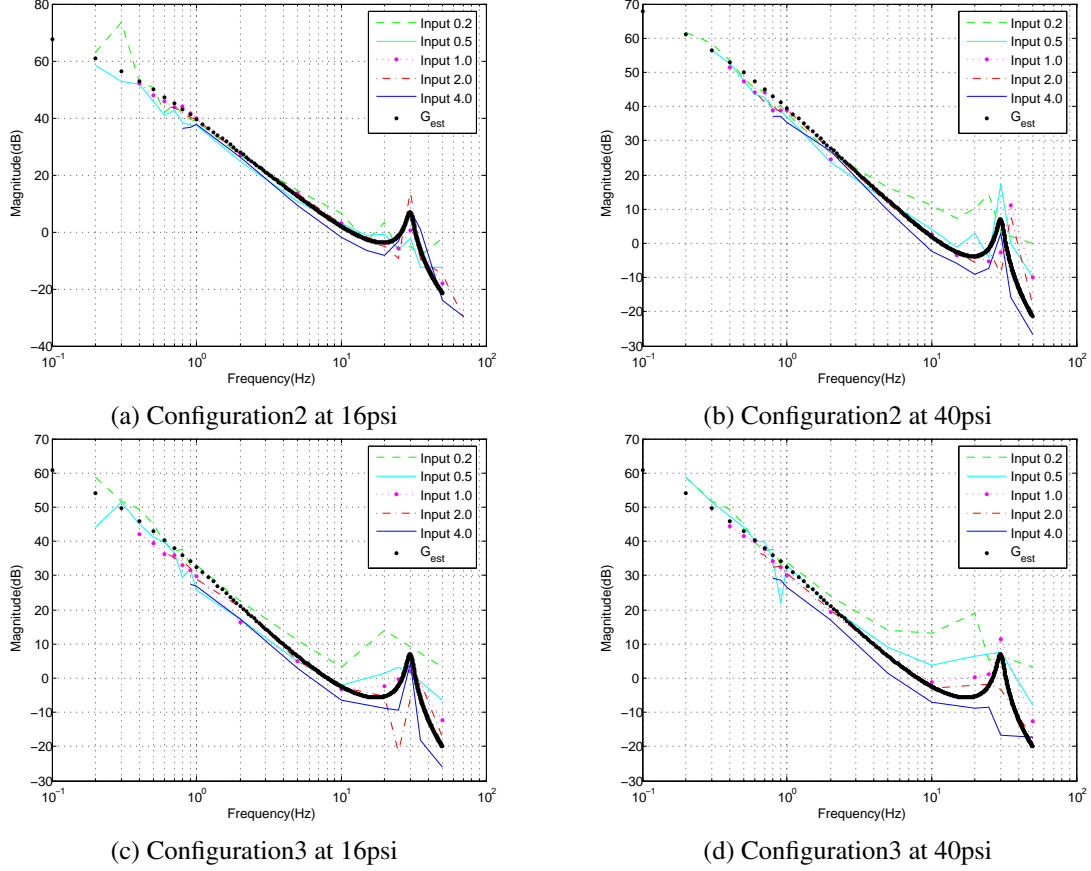 80
60
40
20
0
−20
−40
Magnitude(dB)
10^−1
10^0
10^1
10^2
Frequency(Hz)
Input 0.2
Input 0.5
Input 1.0
Input 2.0
Input 4.0
G_est
(a) Configuration2 at 16psi
70
60
50
40
30
20
10
0
−10
−20
−30
Magnitude(dB)
10^−1
10^0
10^1
10^2
Frequency(Hz)
Input 0.2
Input 0.5
Input 1.0
Input 2.0
Input 4.0
G_est
(b) Configuration2 at 40psi
70
60
50
40
30
20
10
0
−10
−20
−30
Magnitude(dB)
10^−1
10^0
10^1
10^2
Frequency(Hz)
Input 0.2
Input 0.5
Input 1.0
Input 2.0
Input 4.0
G_est
(c) Configuration3 at 16psi
70
60
50
40
30
20
10
0
−10
−20
−30
Magnitude(dB)
10^−1
10^0
10^1
10^2
Frequency(Hz)
Input 0.2
Input 0.5
Input 1.0
Input 2.0
Input 4.0
G_est
(d) Configuration3 at 40psi